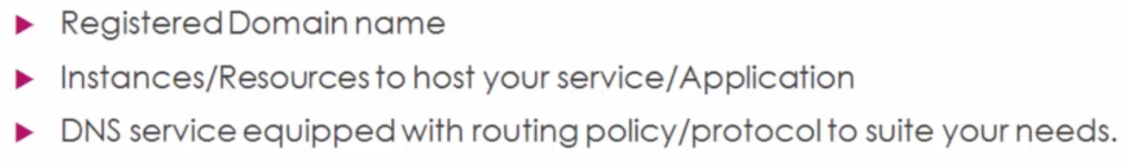 Registered Domain name
Instances/Resources to host your service/Application
DNS service equipped with routing policy/protocol to suite your needs.